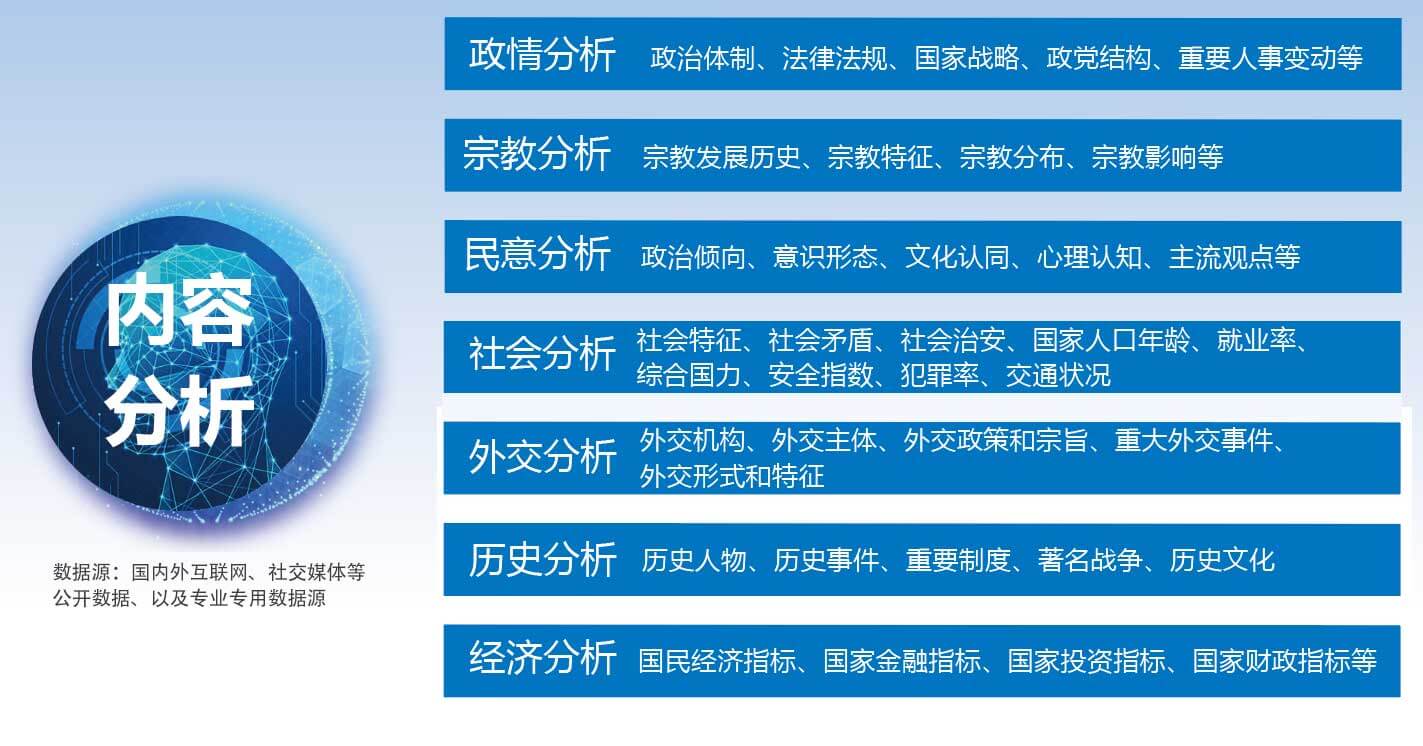 内容
分析
数据源：国内外互联网、社交媒体等
公开数据、以及专业专用数据源
政情分析 政治体制、法律法规、国家战略、政党结构、重要人事变动等
宗教分析 宗教发展历史、宗教特征、宗教分布、宗教影响等
民意分析 政治倾向、意识形态、文化认同、心理认知、主流观点等
社会分析 社会特征、社会矛盾、社会治安、国家人口年龄、就业率、
综合国力、安全指数、犯罪率、交通状况
外交分析 外交机构、外交主体、外交政策和宗旨、重大外交事件、
外交形式和特征
历史分析 历史人物、历史事件、重要制度、著名战争、历史文化
经济分析 国民经济指标、国家金融指标、国家投资指标、国家财政指标等